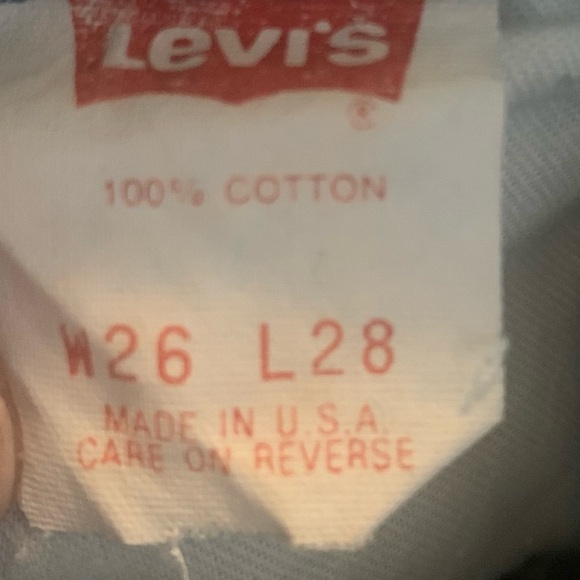 Levi's
®
100% COTTON
W26 L28
MADE IN U.S.A.
CARE ON REVERSE